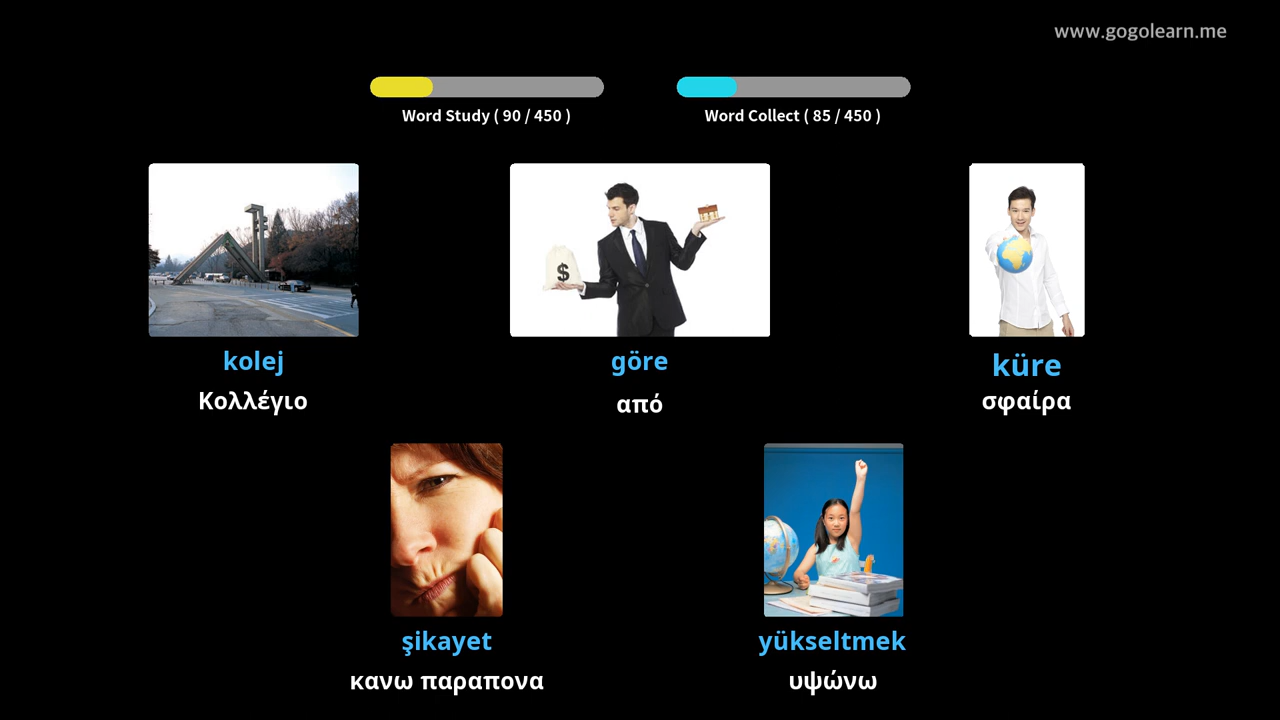 www.gogolearn.me
Word Study ( 90 / 450 )
Word Collect ( 85 / 450 )
$
kolej
Κολλέγιο
göre
από
küre
σφαίρα
şikayet
κανω παραπονα
yükseltmek
υψώνω